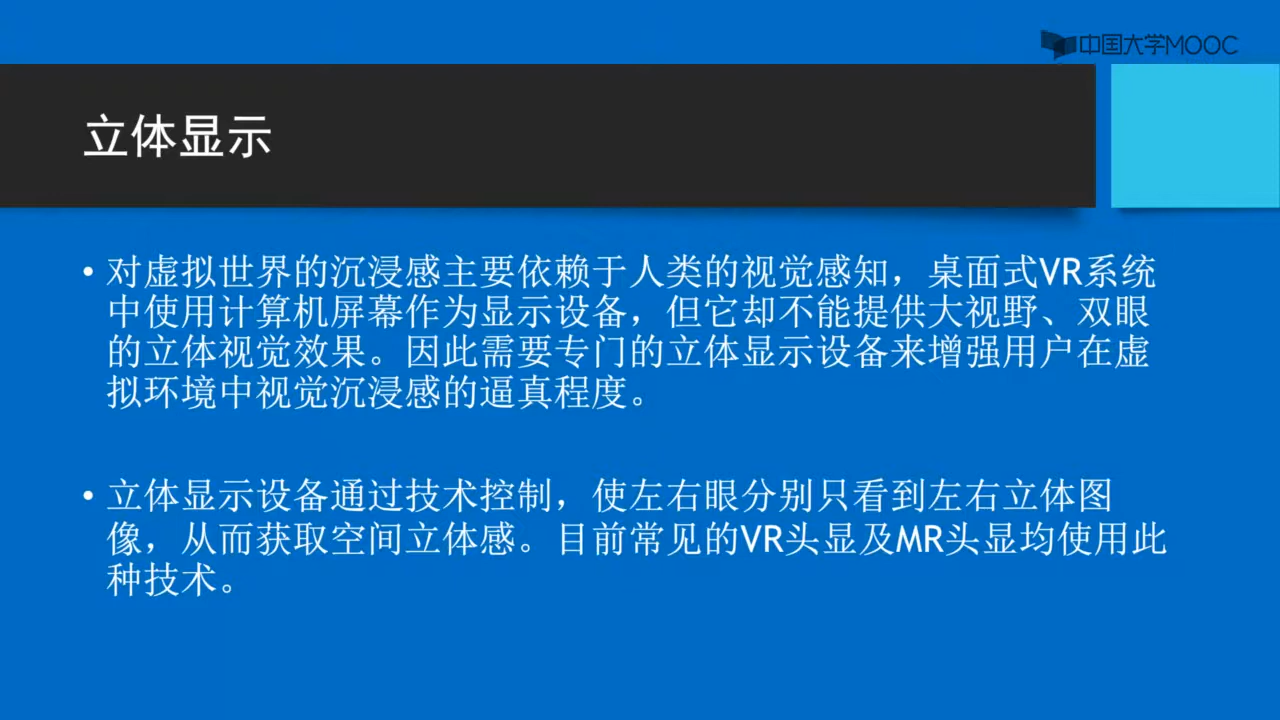 中国大学MOOC
立体显示
• 对虚拟世界的沉浸感主要依赖于人类的视觉感知，桌面式VR系统
中使用计算机屏幕作为显示设备，但它却不能提供大视野、双眼
的立体视觉效果。因此需要专门的立体显示设备来增强用户在虚
拟环境中视觉沉浸感的逼真程度。
• 立体显示设备通过技术控制，使左右眼分别只看到左右立体图
像，从而获取空间立体感。目前常见的VR头显及MR头显均使用此
种技术。